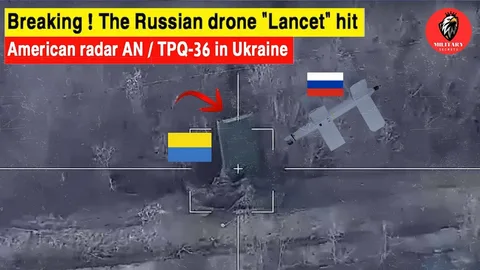 Breaking ! The Russian drone "Lancet" hit
American radar AN / TPQ-36 in Ukraine
MILITARY